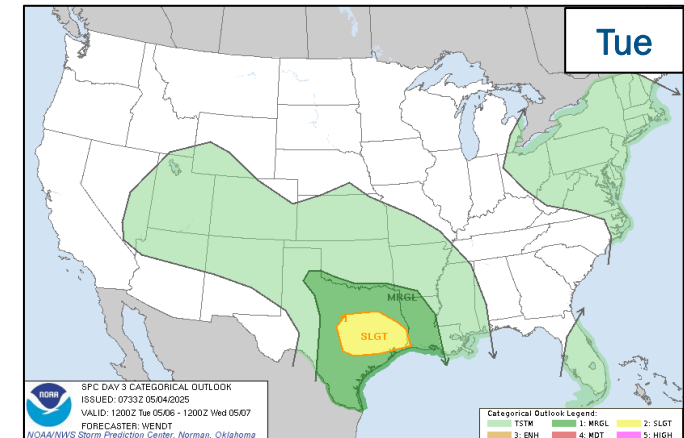 Tue
MRGL
SLGT
NOAA
SPC DAY 3 CATEGORICAL OUTLOOK
ISSUED: 0733Z 05/04/2025
VALID: 1200Z Tue 05/06 - 1200Z Wed 05/07
FORECASTER: WENDT
NOAA/NWS Storm Prediction Center, Norman, Oklahoma
Categorical Outlook Legend:
TSTM 1: MRGL 2: SLGT
3: ENH 4: MDT 5: HIGH